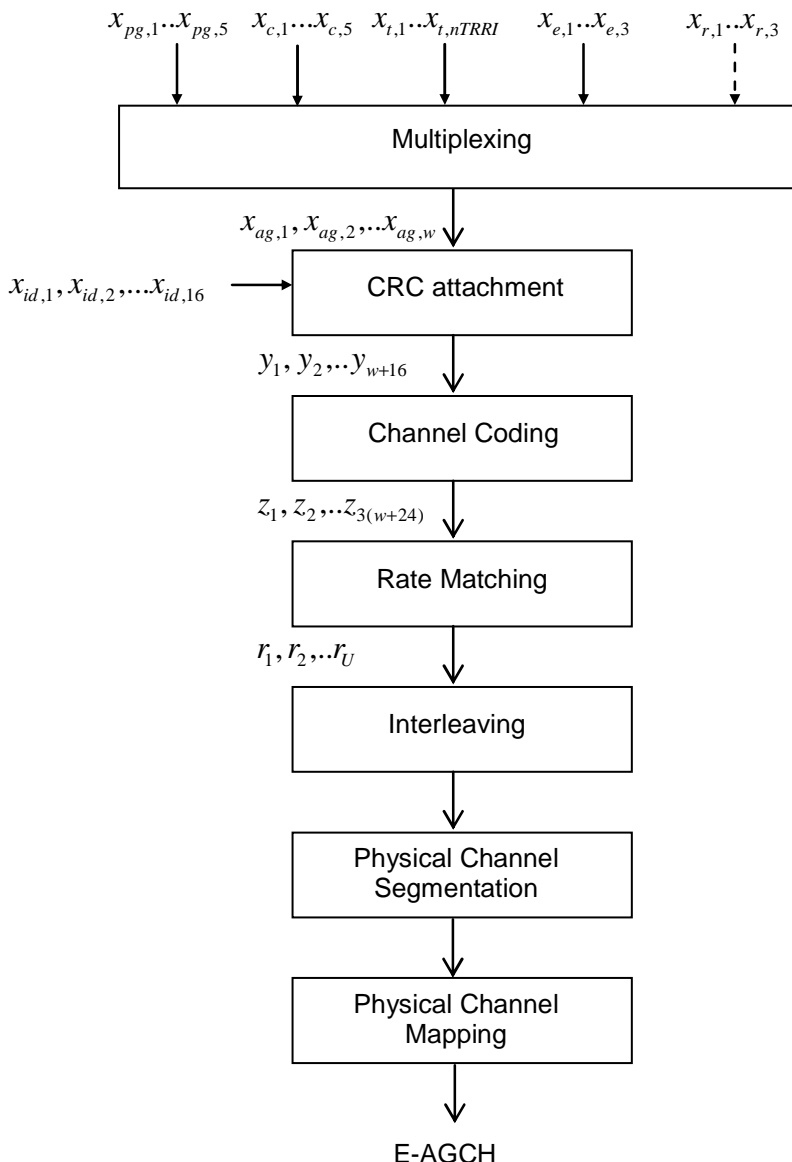 x_{pg,1}..x_{pg,5} x_{c,1}...x_{c,5} x_{t,1}..x_{t,nTRRI} x_{e,1}..x_{e,3} x_{r,1}..x_{r,3}
Multiplexing
x_{ag,1}, x_{ag,2},..x_{ag,w}
x_{id,1}, x_{id,2},...x_{id,16}
CRC attachment
y_1, y_2,..y_{w+16}
Channel Coding
z_1, z_2,..z_{3(w+24)}
Rate Matching
r_1, r_2,..r_U
Interleaving
Physical Channel
Segmentation
Physical Channel
Mapping
E-AGCH